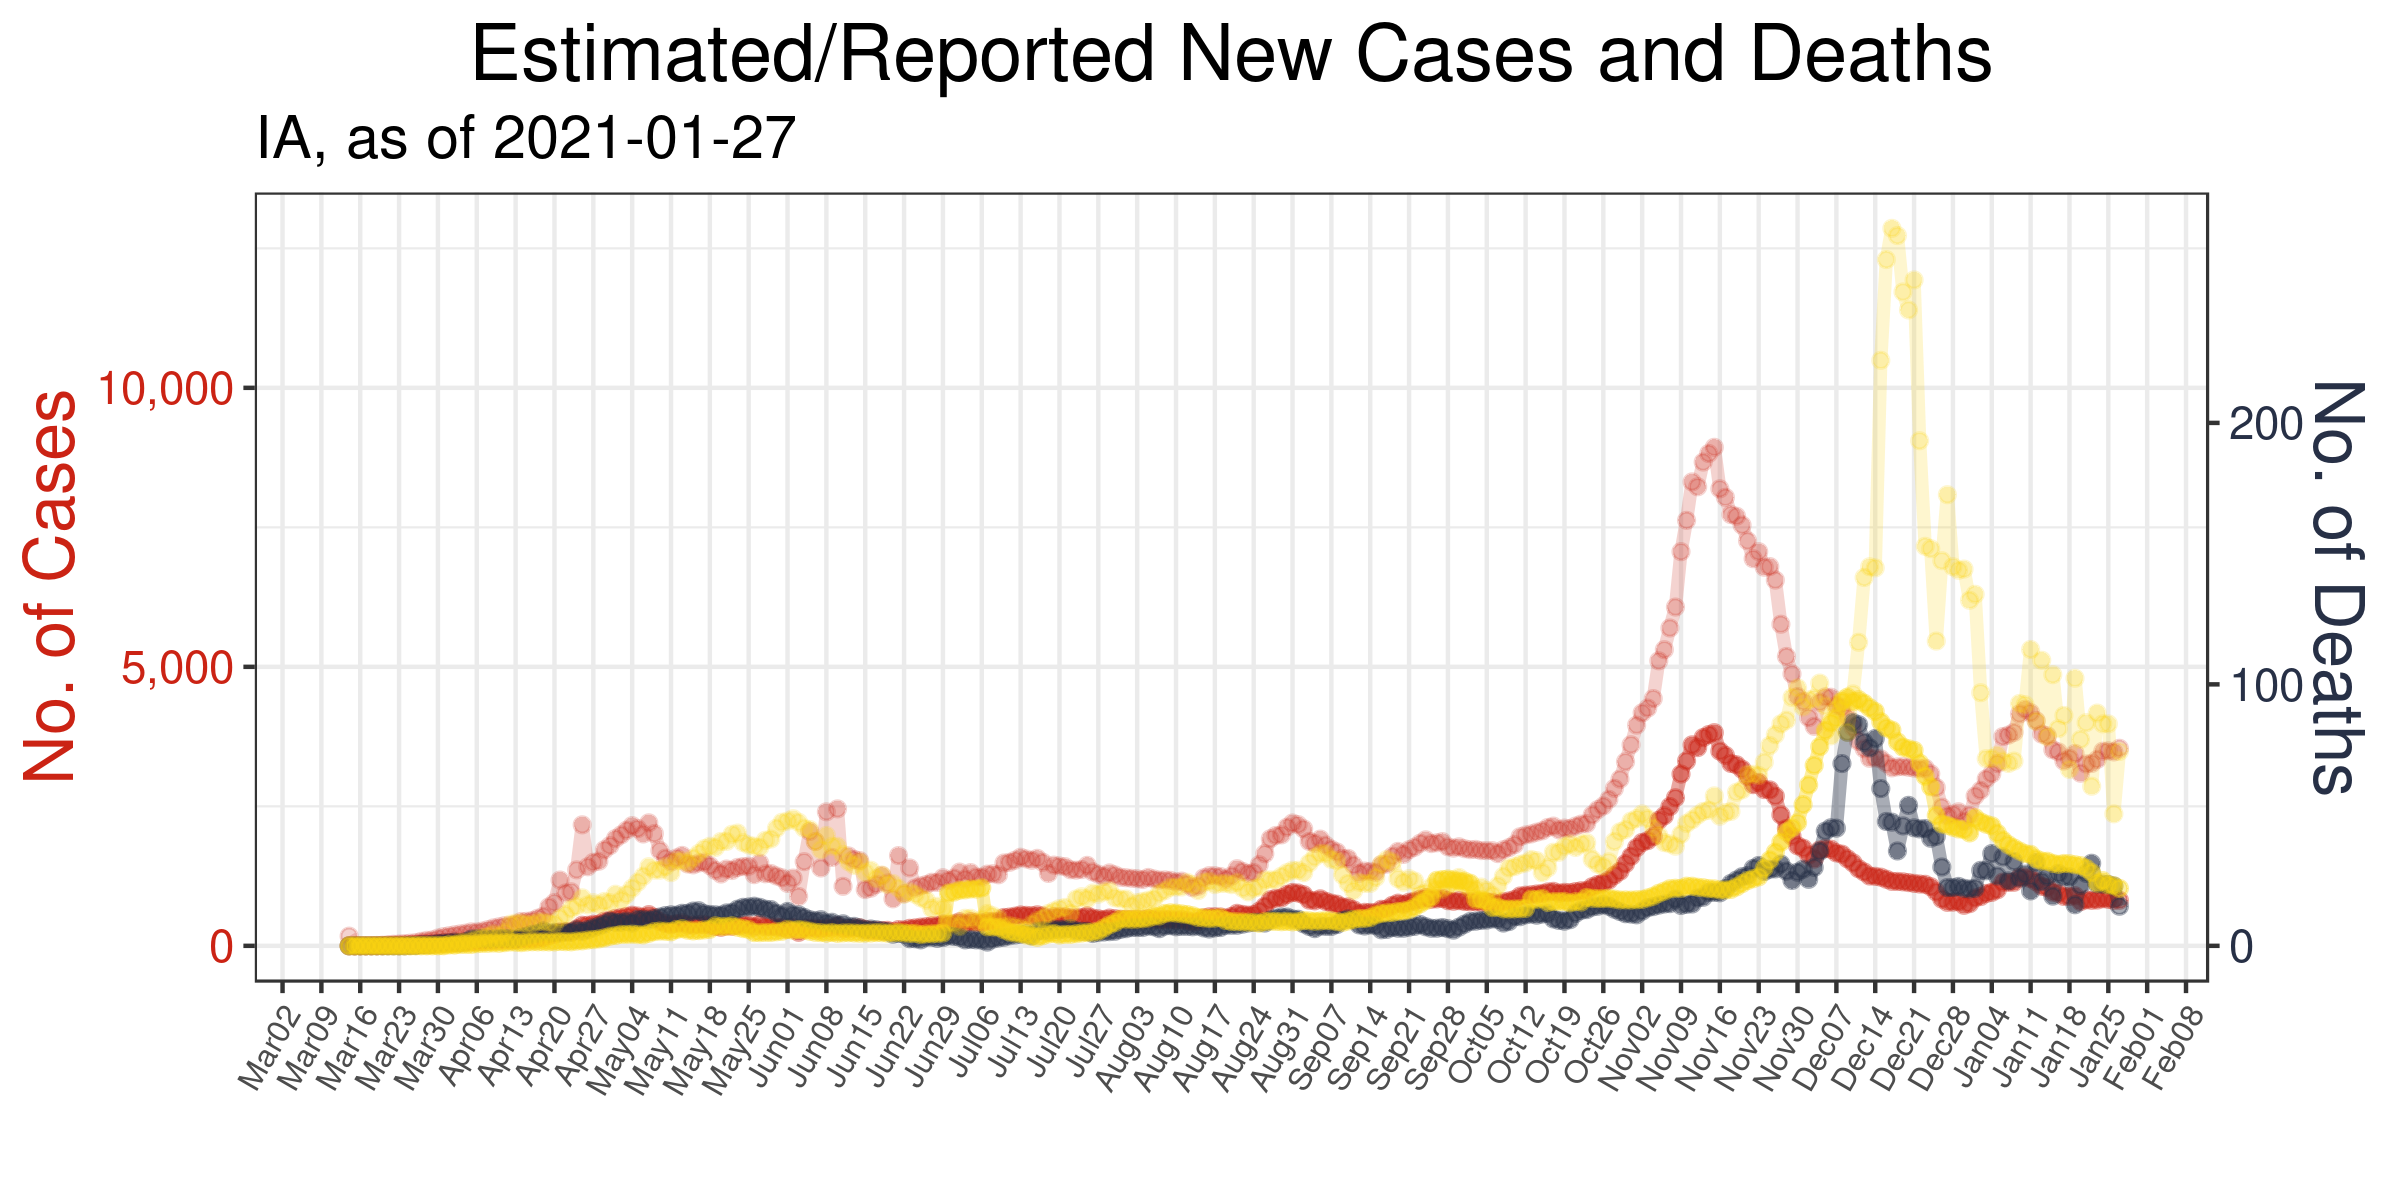 Estimated/Reported New Cases and Deaths
IA, as of 2021-01-27
No. of Cases
10,000
5,000
0
No. of Deaths
200
100
0
Mar02
Mar09
Mar16
Mar23
Mar30
Apr06
Apr13
Apr20
Apr27
May04
May11
May18
May25
Jun01
Jun08
Jun15
Jun22
Jun29
Jul06
Jul13
Jul20
Jul27
Aug03
Aug10
Aug17
Aug24
Aug31
Sep07
Sep14
Sep21
Sep28
Oct05
Oct12
Oct19
Oct26
Nov02
Nov09
Nov16
Nov23
Nov30
Dec07
Dec14
Dec21
Dec28
Jan04
Jan11
Jan18
Jan25
Feb01
Feb08